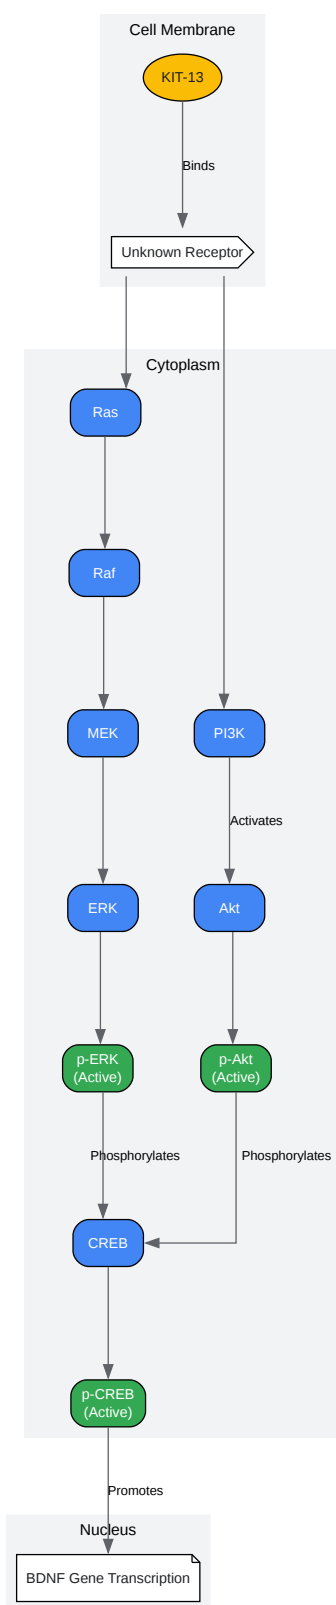 Cell Membrane
KIT-13
Binds
Unknown Receptor
Cytoplasm
Ras
Raf
MEK
PI3K
Activates
ERK
Akt
p-ERK
(Active)
p-Akt
(Active)
Phosphorylates
Phosphorylates
CREB
p-CREB
(Active)
Promotes
Nucleus
BDNF Gene Transcription